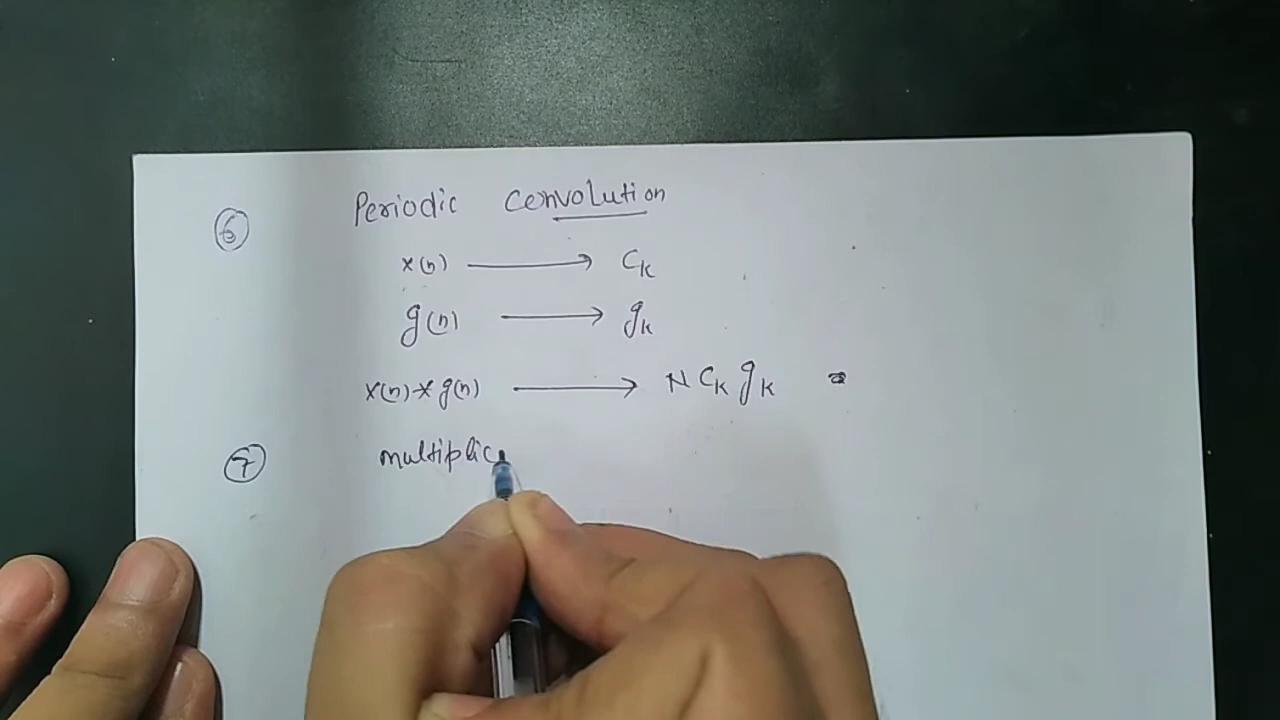 ⑥ Periodic Convolution
x(n) ⟶ Cₖ
g(n) ⟶ gₖ
x(n) * g(n) ⟶ N Cₖ gₖ
⑦ multiplic